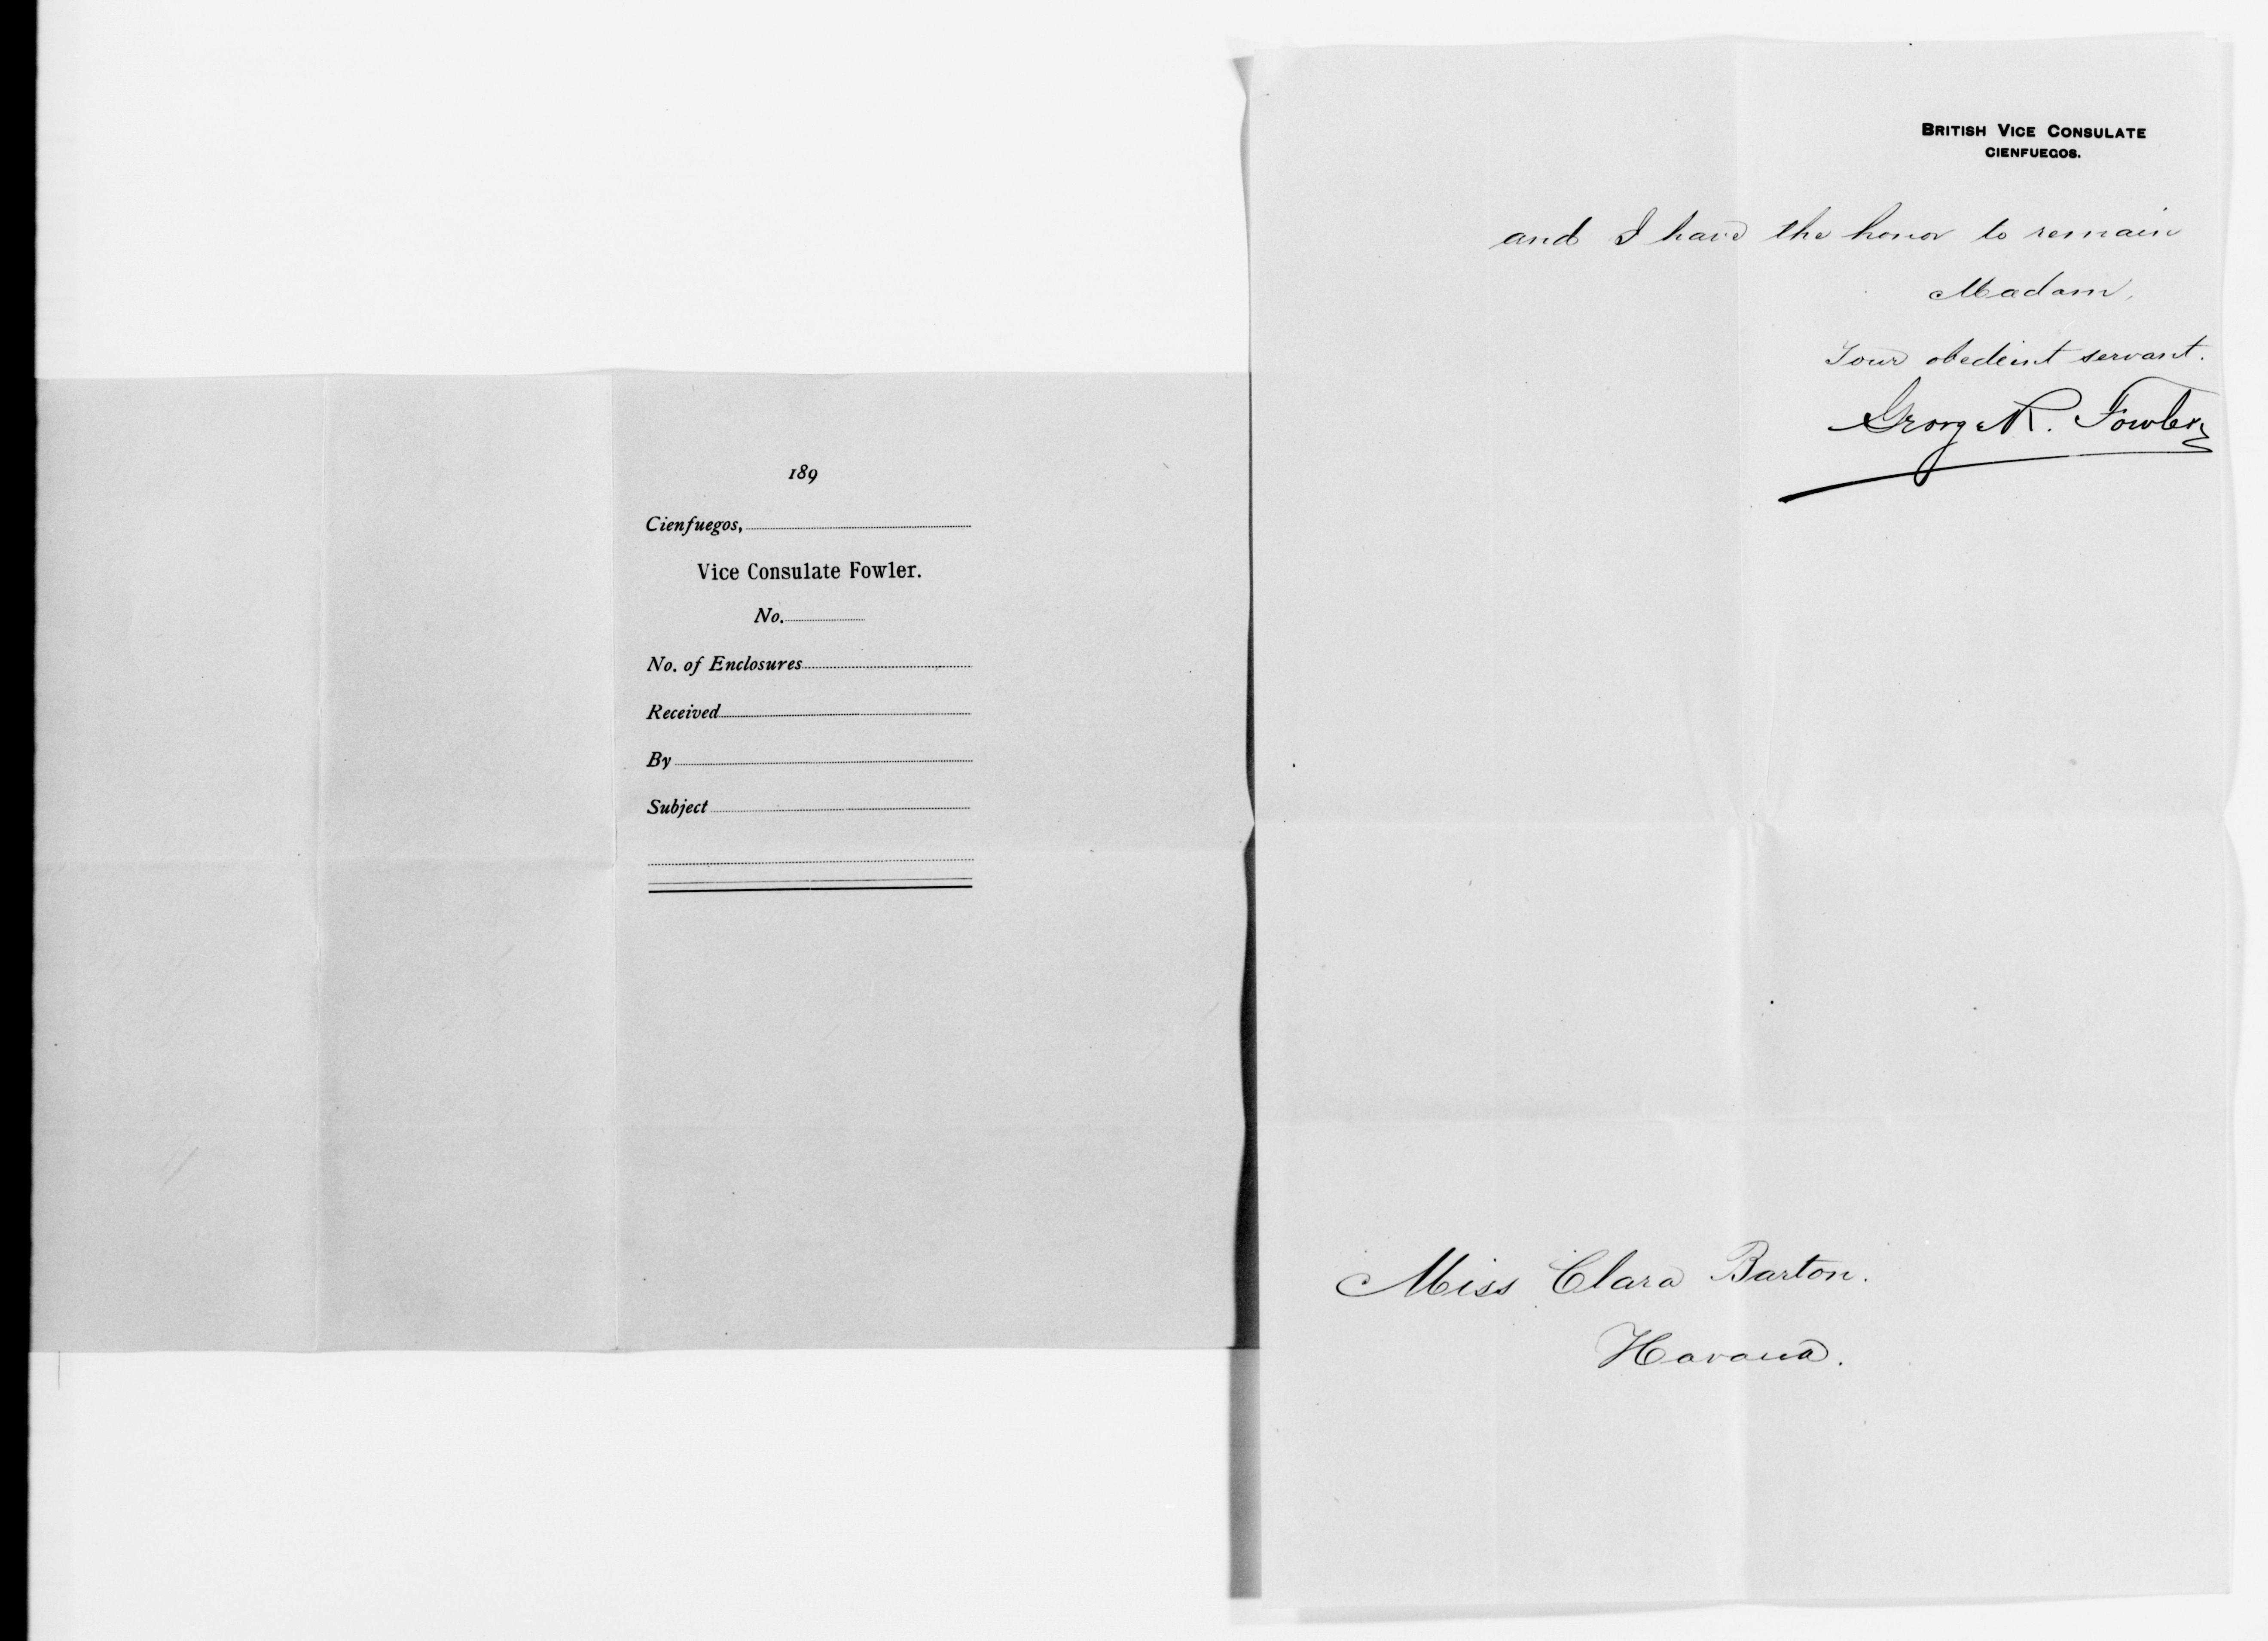 189
Cienfuegos,
Vice Consulate Fowler.
No.
No. of Enclosures
Received
By
Subject
BRITISH VICE CONSULATE
CIENFUEGOS.
and I have the honor to remain
Madam,
Your obedient servant.
George R. Fowler
Miss Clara Barton.
Havana.